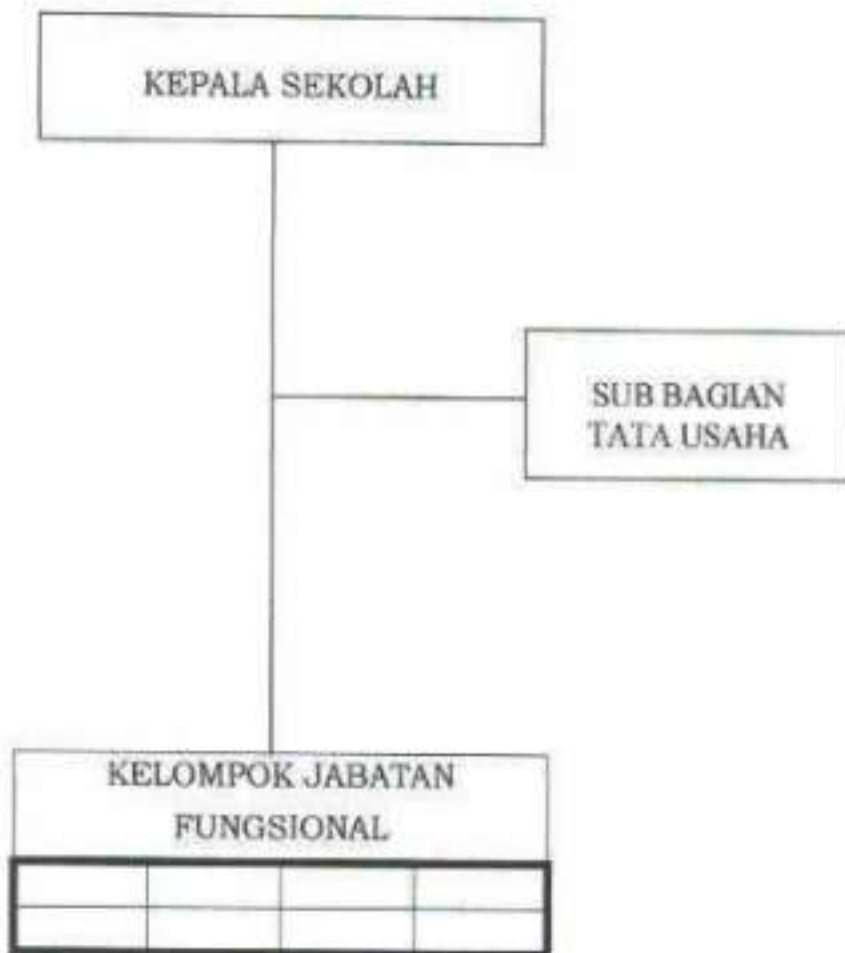 KEPALA SEKOLAH
SUB BAGIAN
TATA USAHA
KELOMPOK JABATAN
FUNGSIONAL